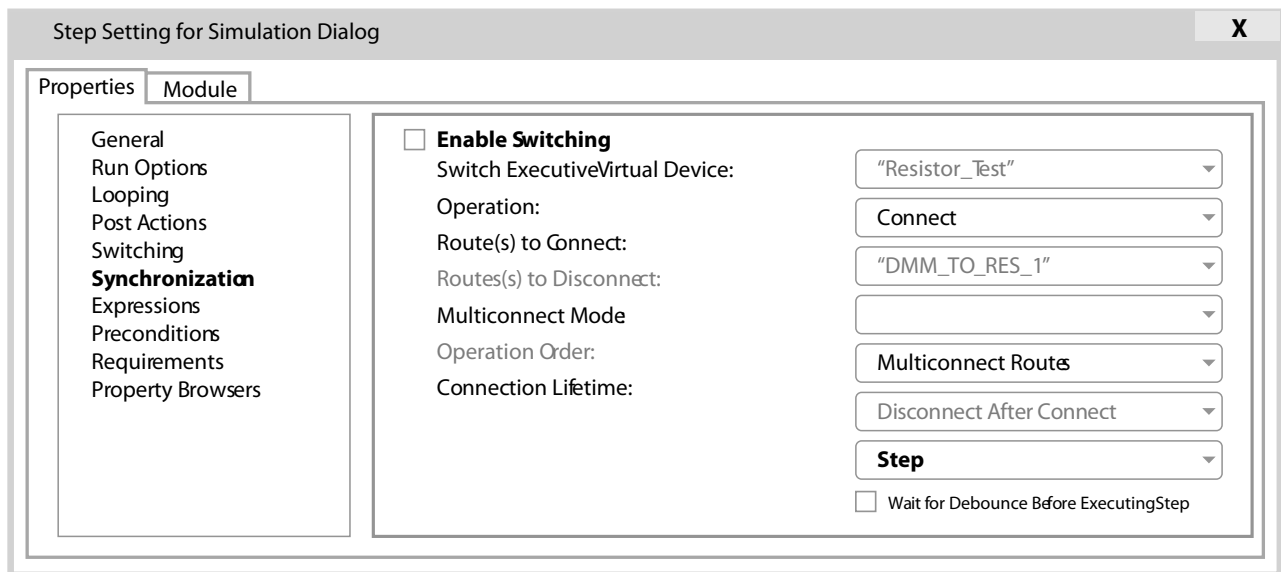 Step Setting for Simulation Dialog
X
Properties
Module
General
Run Options
Looping
Post Actions
Switching
Synchronization
Expressions
Preconditions
Requirements
Property Browsers
Enable Switching
Switch ExecutiveVirtual Device:
Operation:
Route(s) to Connect:
Routes(s) to Disconnect:
Multiconnect Mode
Operation Order:
Connection Lifetime:
“Resistor_Test”
Connect
“DMM_TO_RES_1”
Multiconnect Routes
Disconnect After Connect
Step
Wait for Debounce Before ExecutingStep